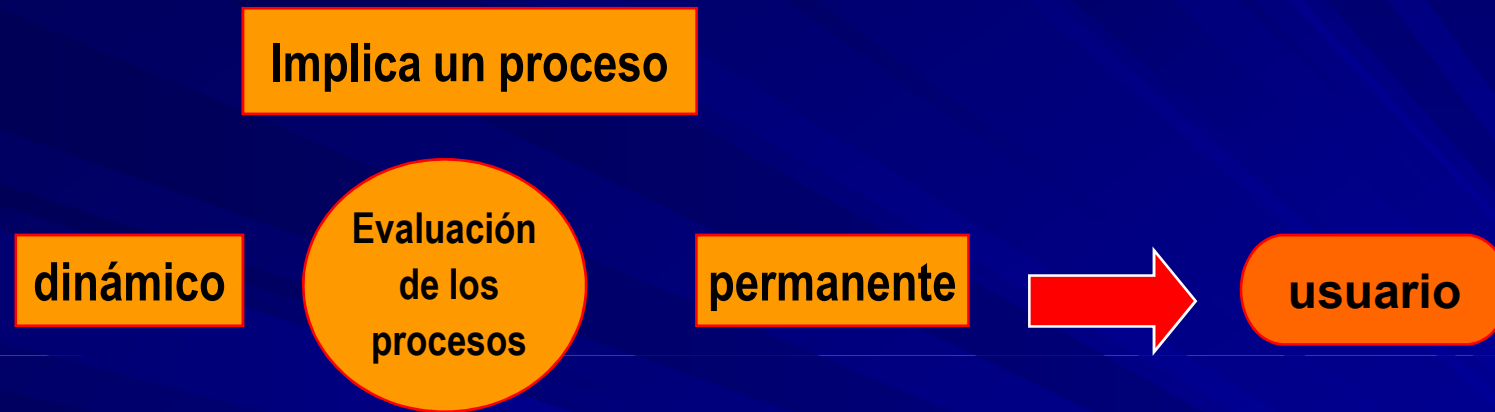 Implica un proceso
dinámico
Evaluación
de los
procesos
permanente
usuario